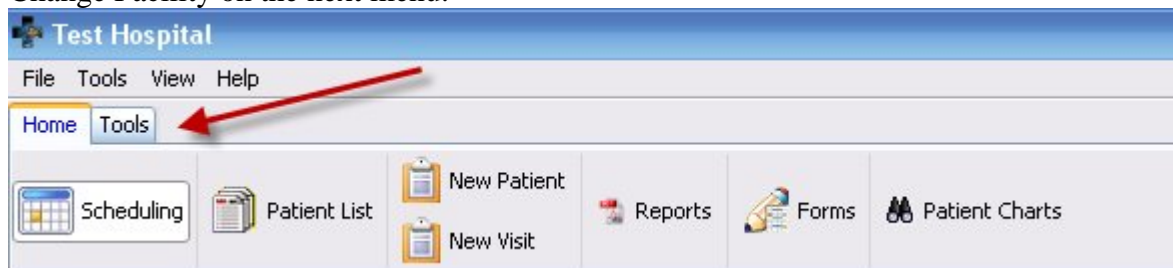 Change Facility on the next menu.
Test Hospital
File Tools View Help
Home Tools
Scheduling
Patient List
New Patient
New Visit
Reports
Forms
Patient Charts